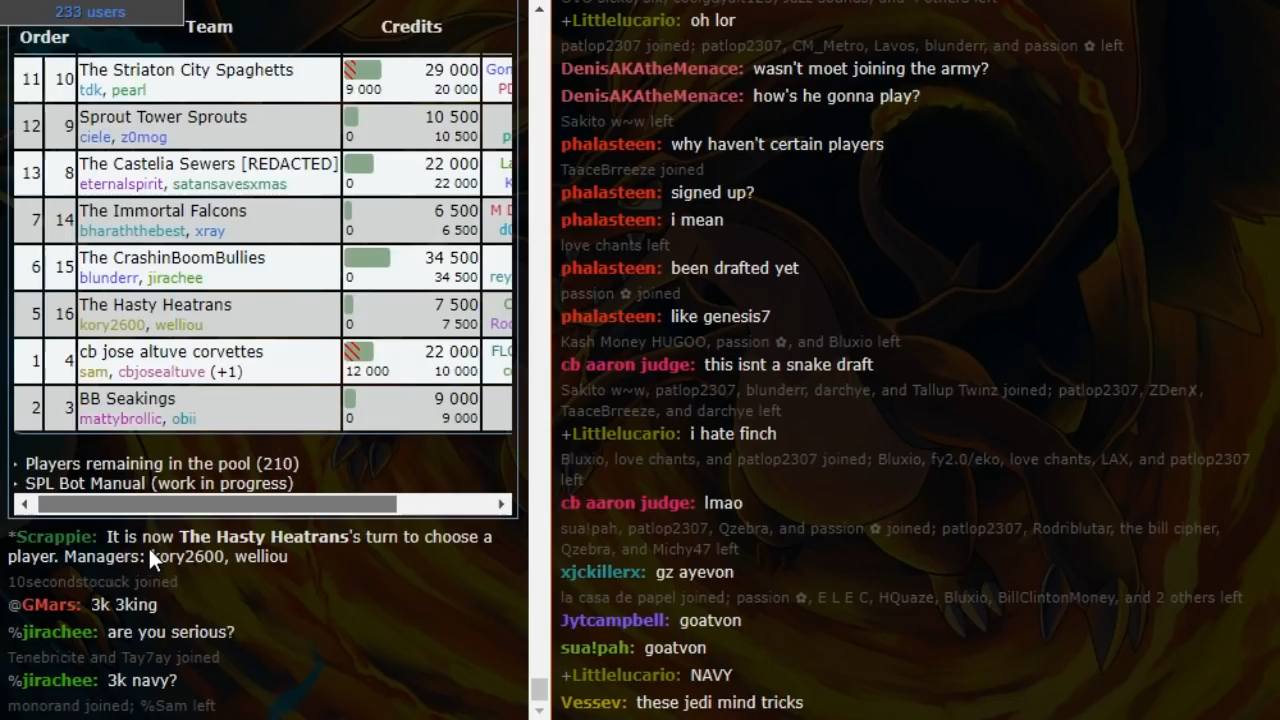 233 users
Order Team Credits
11 10 The Striaton City Spaghetts 29 000
tdk, pearl 9 000 20 000
12 9 Sprout Tower Sprouts 10 500
ciele, z0mog 0 10 500
13 8 The Castelia Sewers [REDACTED] 22 000
eternalspirit, satansavesxmas 0 22 000
7 14 The Immortal Falcons 6 500
bharaththebest, xray 0 6 500
6 15 The CrashinBoomBullies 34 500
blunderr, jirachee 0 34 500
5 16 The Hasty Heatrans 7 500
kory2600, welliou 0 7 500
1 4 cb jose altuve corvettes 22 000
sam, cbjosealtuve (+1) 12 000 10 000
2 3 BB Seakings 9 000
mattybrollic, obii 0 9 000
Players remaining in the pool (210)
SPL Bot Manual (work in progress)
*Scrappie: It is now The Hasty Heatrans's turn to choose a
player. Managers: kory2600, welliou
10secondstocuck joined
@GMars: 3k 3king
%jirachee: are you serious?
Tenebricite and Tay7ay joined
%jirachee: 3k navy?
monorand joined; %Sam left
+Littlelucario: oh lor
patlop2307 joined; patlop2307, CM_Metro, Lavos, blunderr, and passion ✿ left
DenisAKAtheMenace: wasn't moet joining the army?
DenisAKAtheMenace: how's he gonna play?
Sakito w~w left
phalasteen: why haven't certain players
TaaceBrreeze joined
phalasteen: signed up?
phalasteen: i mean
love chants left
phalasteen: been drafted yet
passion ✿ joined
phalasteen: like genesis7
Kash Money HUGOO, passion ✿, and Bluxio left
cb aaron judge: this isnt a snake draft
Sakito w~w, patlop2307, blunderr, darchye, and Tallup Twinz joined; patlop2307, ZDenX,
TaaceBrreeze, and darchye left
+Littlelucario: i hate finch
Bluxio, love chants, and patlop2307 joined; Bluxio, fy2.0/eko, love chants, LAX, and patlop2307
left
cb aaron judge: lmao
sua!pah, patlop2307, Qzebra, and passion ✿ joined; patlop2307, Rodriblutar, the bill cipher,
Qzebra, and Michy47 left
xjckillerx: gz ayevon
la casa de papel joined; passion ✿, E L E C, HQuaze, Bluxio, BillClintonMoney, and 2 others left
Jytcampbell: goatvon
sua!pah: goatvon
+Littlelucario: NAVY
Vessev: these jedi mind tricks